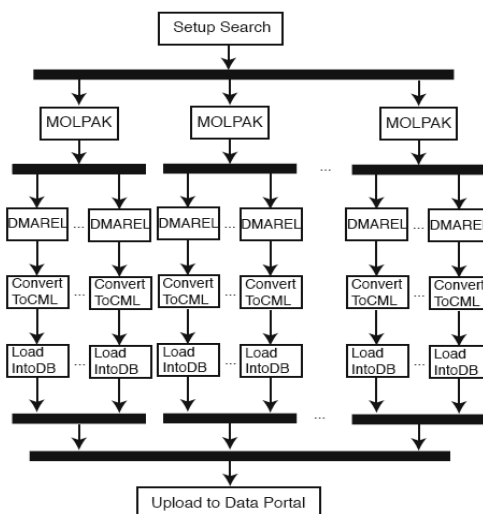 Setup Search
MOLPAK MOLPAK MOLPAK
... 
DMAREL ... DMAREL DMAREL ... DMAREL DMAREL ... DMAREL
Convert ... Convert Convert ... Convert Convert ... Convert
ToCML ToCML ToCML ToCML ToCML ToCML
Load ... Load Load ... Load Load ... Load
IntoDB IntoDB IntoDB IntoDB IntoDB IntoDB
...
Upload to Data Portal